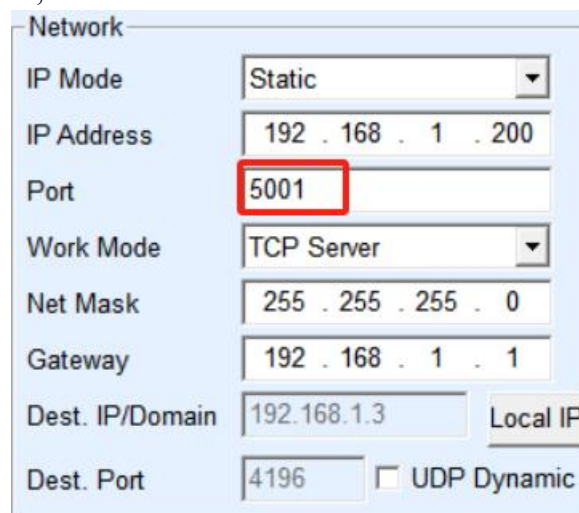 Network
IP Mode Static
IP Address 192 . 168 . 1 . 200
Port 5001
Work Mode TCP Server
Net Mask 255 . 255 . 255 . 0
Gateway 192 . 168 . 1 . 1
Dest. IP/Domain 192.168.1.3 Local IP
Dest. Port 4196 UDP Dynamic